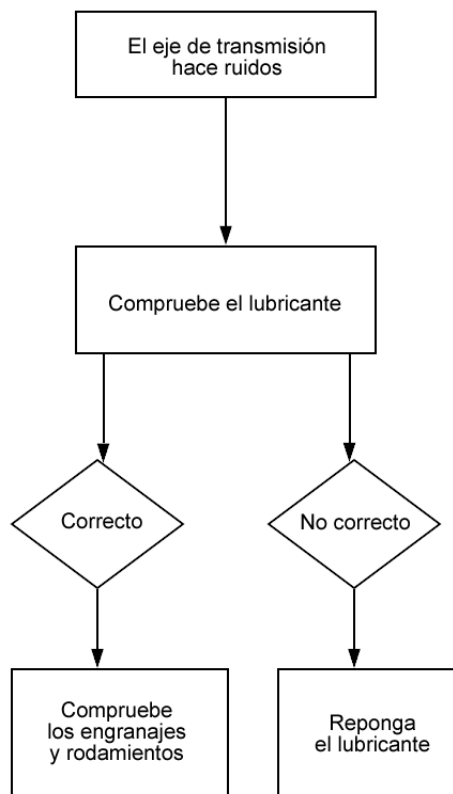 El eje de transmisión
hace ruidos
Compruebe el lubricante
Correcto
No correcto
Compruebe
los engranajes
y rodamientos
Reponga
el lubricante